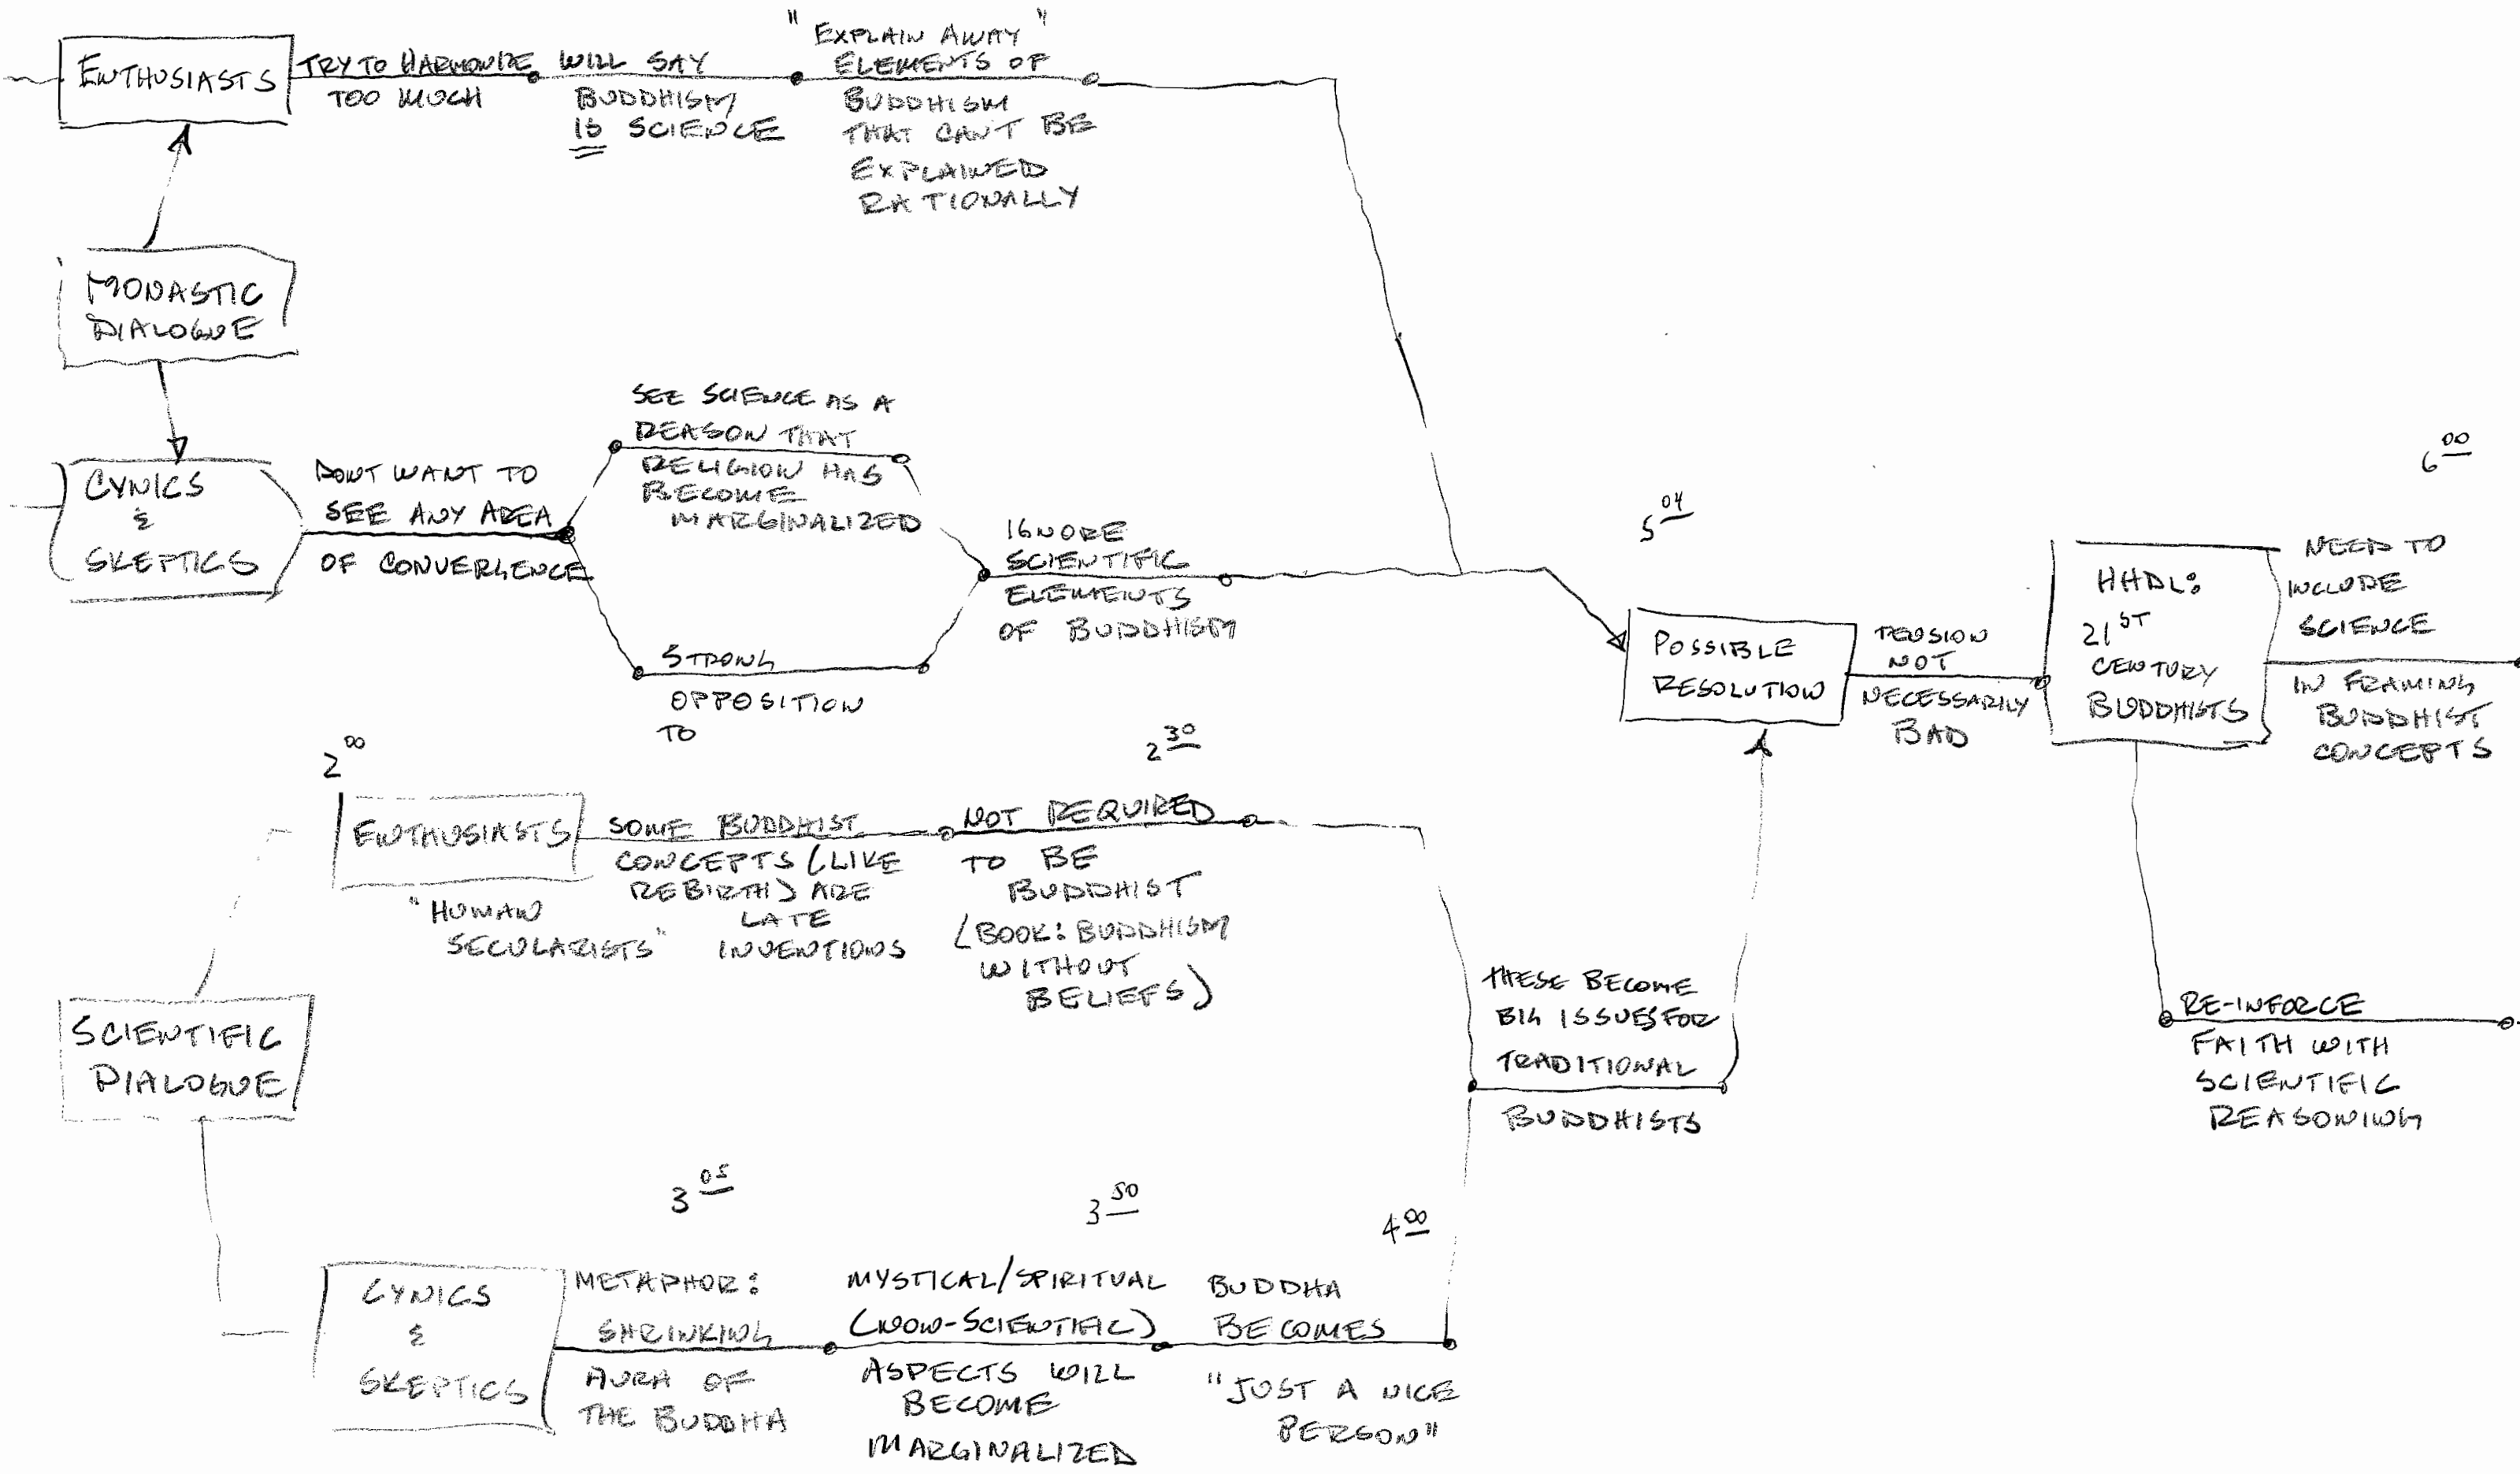 ENTHUSIASTS
TRY TO HARMONIZE
TOO MUCH
WILL SAY
BUDDHISM
IS SCIENCE
"EXPLAIN AWAY"
ELEMENTS OF
BUDDHISM
THAT CAN'T BE
EXPLAINED
RATIONALLY
MONASTIC
DIALOGUE
CYNICS
&
SKEPTICS
DON'T WANT TO
SEE ANY AREA
OF CONVERGENCE
SEE SCIENCE AS A
REASON THAT
RELIGION HAS
BECOME
MARGINALIZED
STRONG
OPPOSITION
TO
IGNORE
SCIENTIFIC
ELEMENTS
OF BUDDHISM
5 04
POSSIBLE
RESOLUTION
TENSION
NOT
NECESSARILY
BAD
HHDL:
21ST
CENTURY
BUDDHISTS
6 00
NEED TO
INCLUDE
SCIENCE
IN FRAMING
BUDDHIST
CONCEPTS
RE-INFORCE
FAITH WITH
SCIENTIFIC
REASONING
2 00
ENTHUSIASTS
"HUMAN
SECULARISTS"
SOME BUDDHIST
CONCEPTS (LIKE
REBIRTH) ARE
LATE
INVENTIONS
2 30
NOT REQUIRED
TO BE
BUDDHIST
(BOOK: BUDDHISM
WITHOUT
BELIEFS)
SCIENTIFIC
DIALOGUE
THESE BECOME
BIG ISSUES FOR
TRADITIONAL
BUDDHISTS
CYNICS
&
SKEPTICS
3 05
METAPHOR:
SHRINKING
AURA OF
THE BUDDHA
3 50
MYSTICAL/SPIRITUAL
(NON-SCIENTIFIC)
ASPECTS WILL
BECOME
MARGINALIZED
4 00
BUDDHA
BECOMES
"JUST A NICE
PERSON"